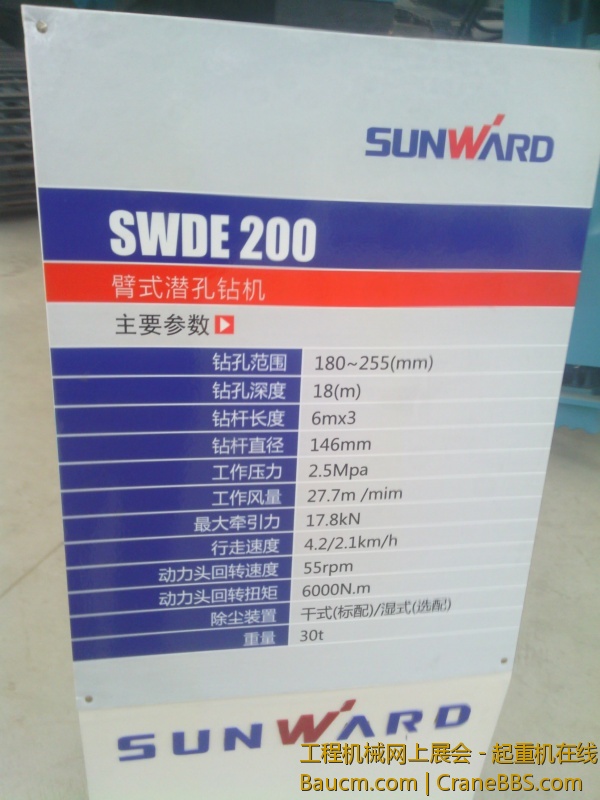 SUNWARD
SWDE 200
臂式潜孔钻机
主要参数
钻孔范围 180~255(mm)
钻孔深度 18(m)
钻杆长度 6mx3
钻杆直径 146mm
工作压力 2.5Mpa
工作风量 27.7m /mim
最大牵引力 17.8kN
行走速度 4.2/2.1km/h
动力头回转速度 55rpm
动力头回转扭矩 6000N.m
除尘装置 干式(标配)/湿式(选配)
重量 30t
SUNWARD
工程机械网上展会 - 起重机在线
Baucm.com | CraneBBS.com